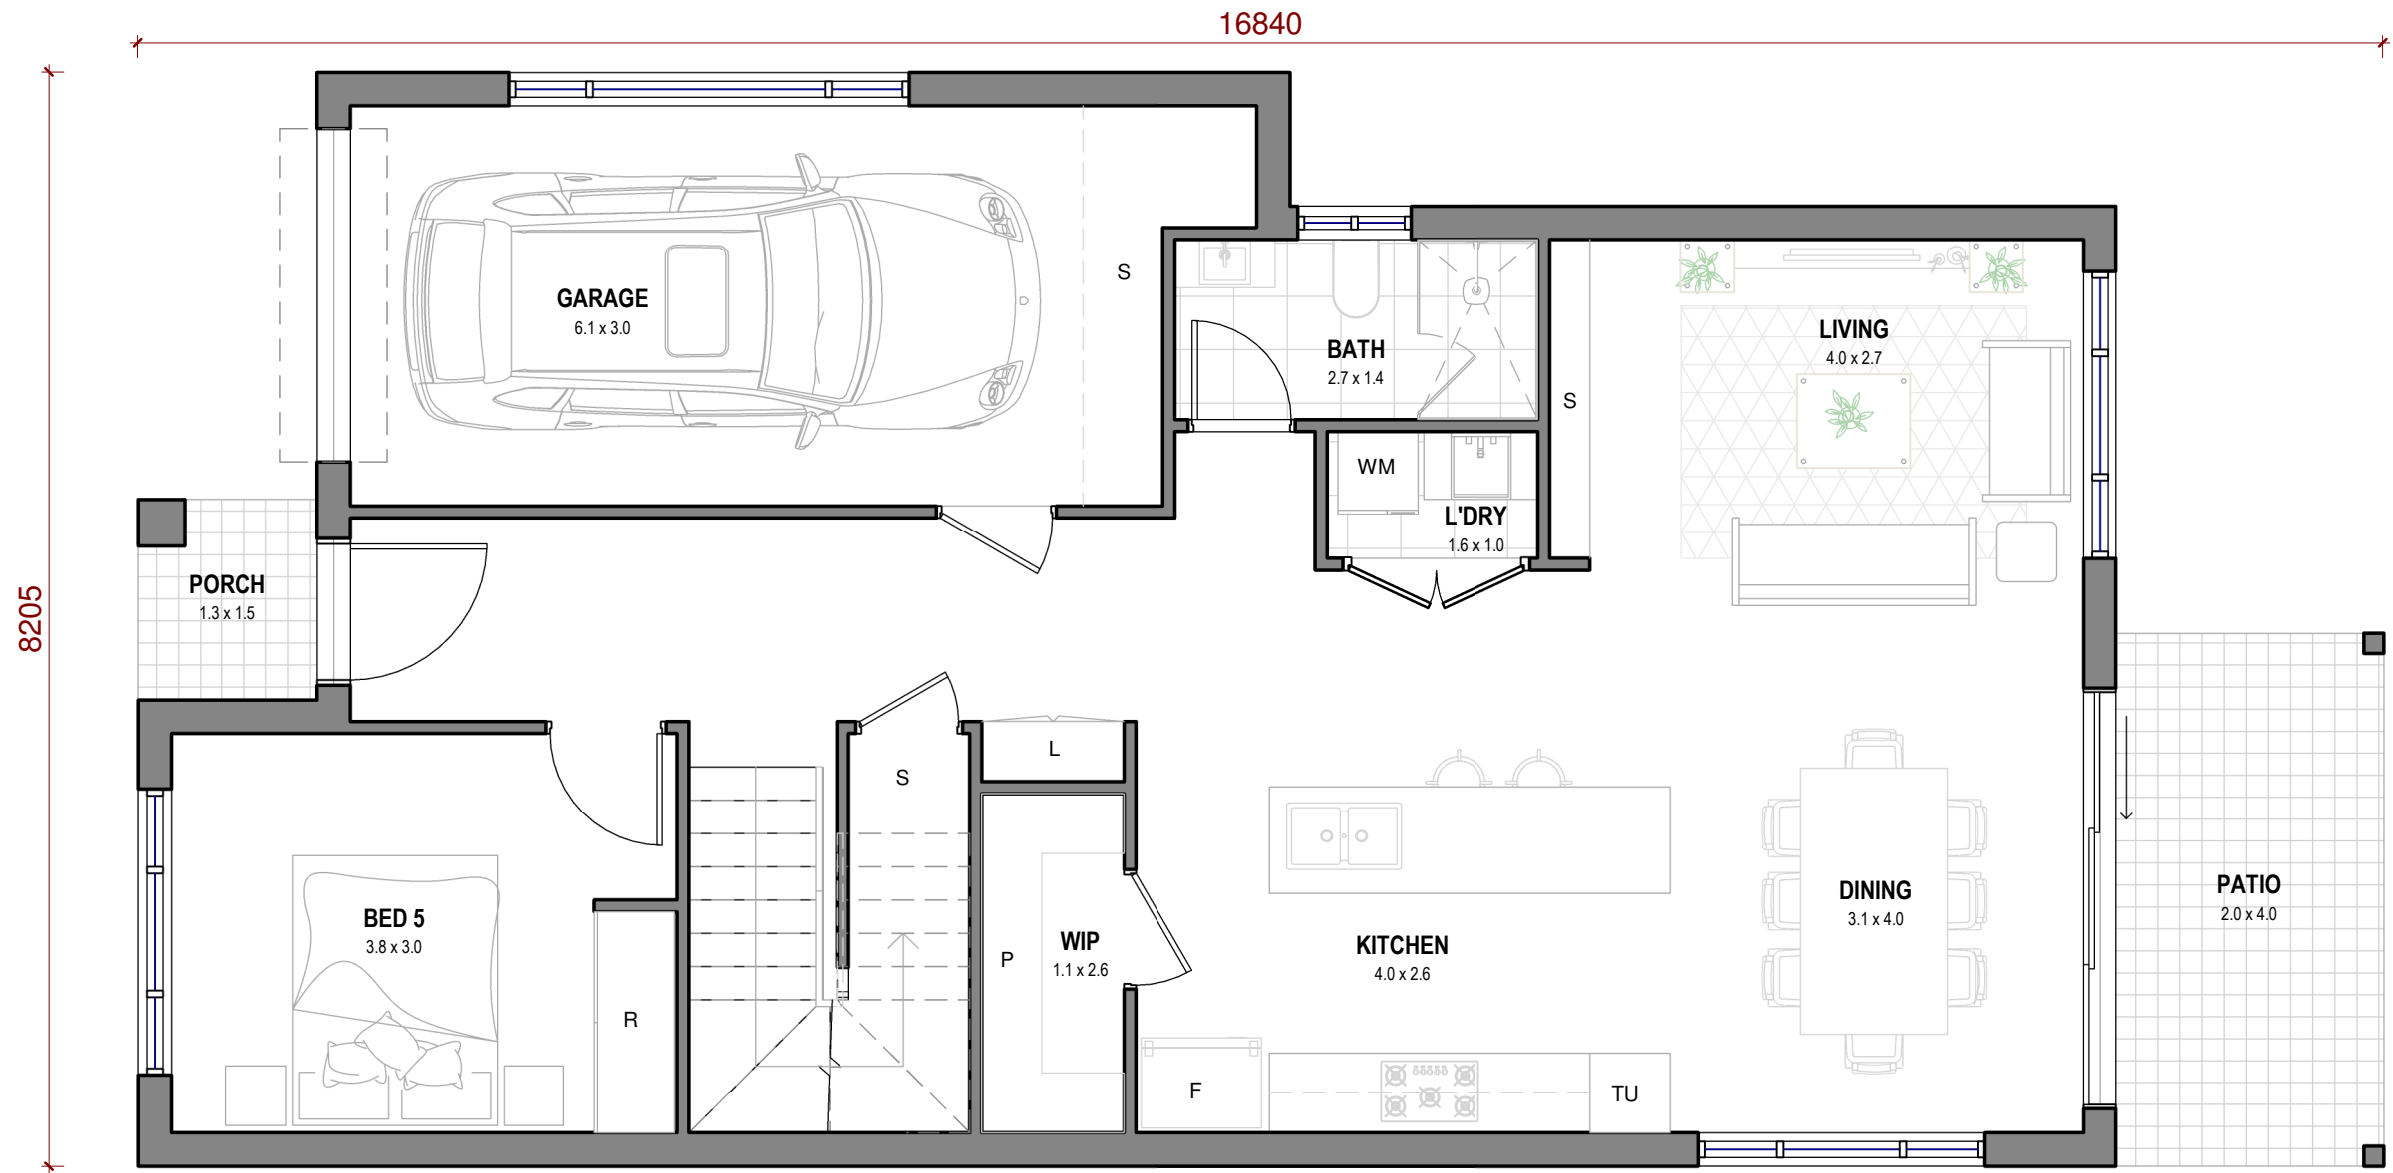 16840
8205
GARAGE
6.1 x 3.0
S
BATH
2.7 x 1.4
S
LIVING
4.0 x 2.7
WM
L'DRY
1.6 x 1.0
PORCH
1.3 x 1.5
L
S
BED 5
3.8 x 3.0
R
P
WIP
1.1 x 2.6
KITCHEN
4.0 x 2.6
F
TU
DINING
3.1 x 4.0
PATIO
2.0 x 4.0